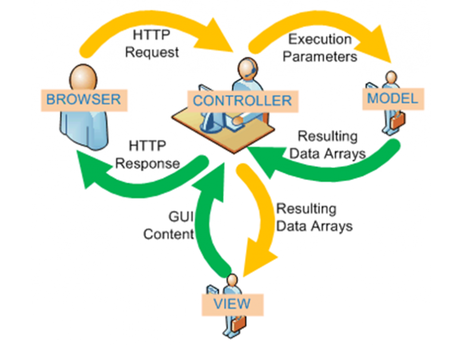 HTTP
Request
Execution
Parameters
BROWSER
CONTROLLER
MODEL
HTTP
Response
Resulting
Data Arrays
GUI
Content
Resulting
Data Arrays
VIEW